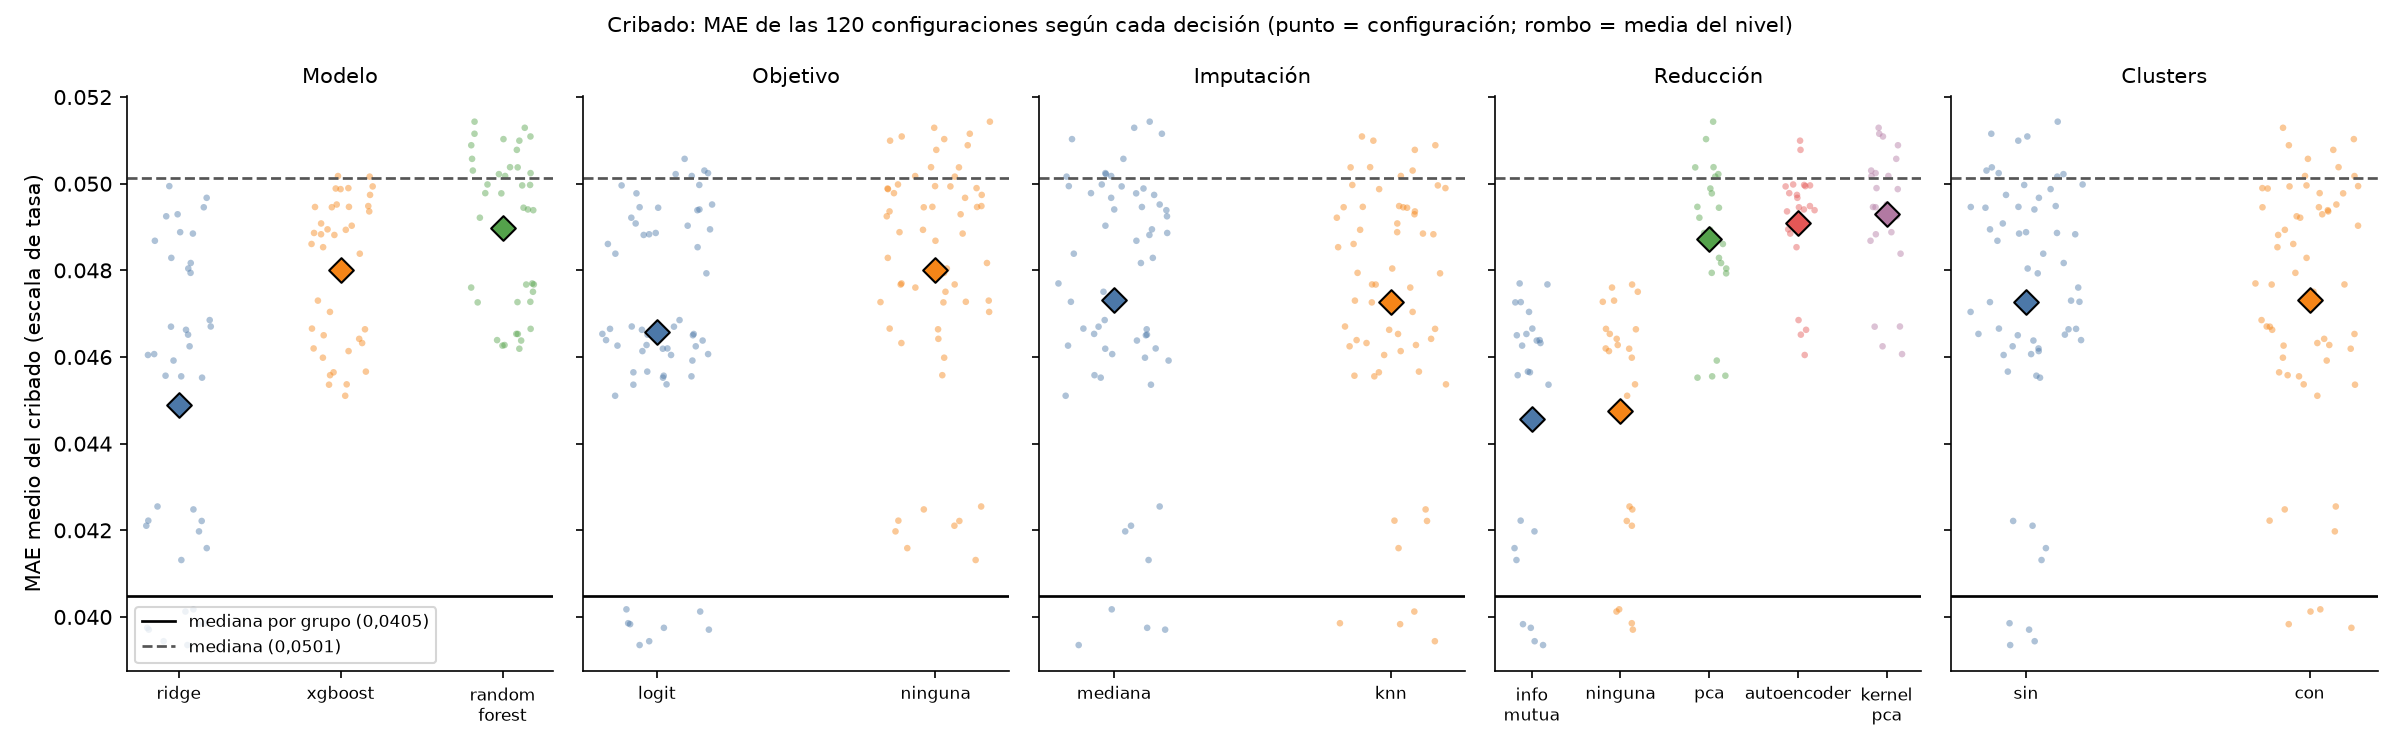 Cribado: MAE de las 120 configuraciones según cada decisión (punto = configuración; rombo = media del nivel)
Modelo
Objetivo
Imputación
Reducción
Clusters
MAE medio del cribado (escala de tasa)
0.052
0.050
0.048
0.046
0.044
0.042
0.040
mediana por grupo (0,0405)
mediana (0,0501)
ridge
xgboost
random
forest
logit
ninguna
mediana
knn
info
mutua
ninguna
pca
autoencoder
kernel
pca
sin
con